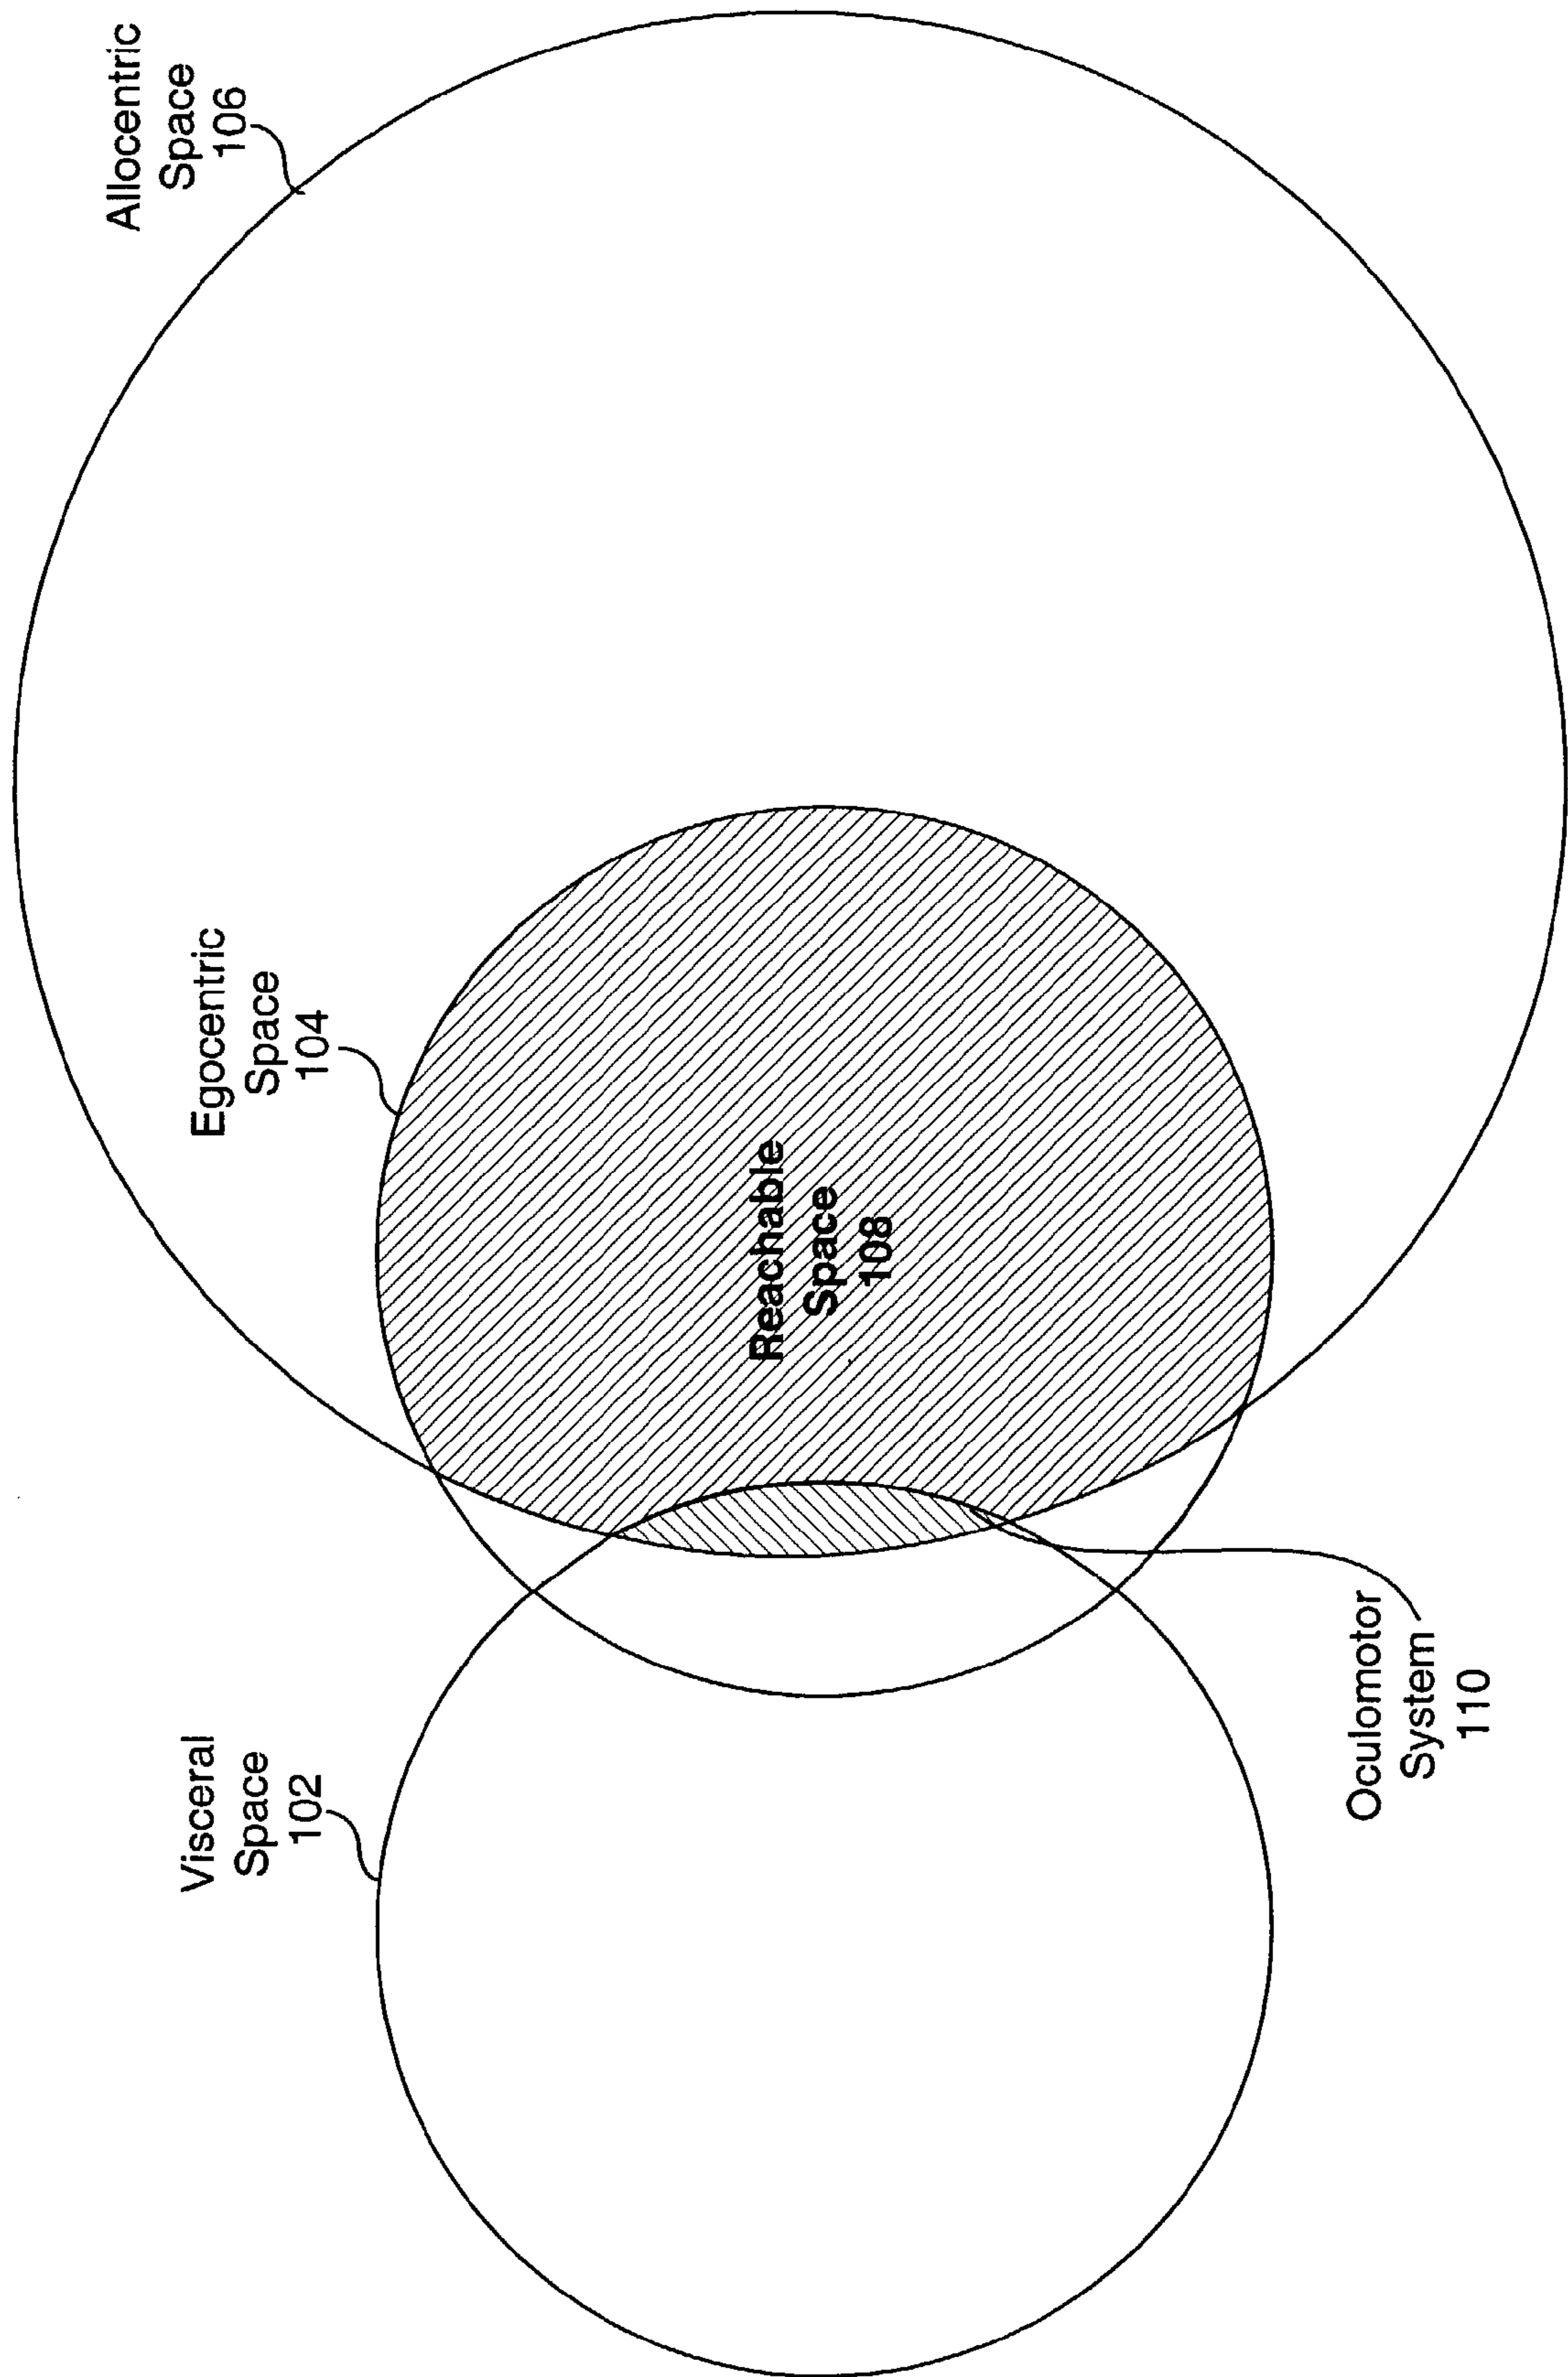 Visceral
Space
102
Egocentric
Space
104
Allocentric
Space
106
Reachable
Space
108
Oculomotor
System
110